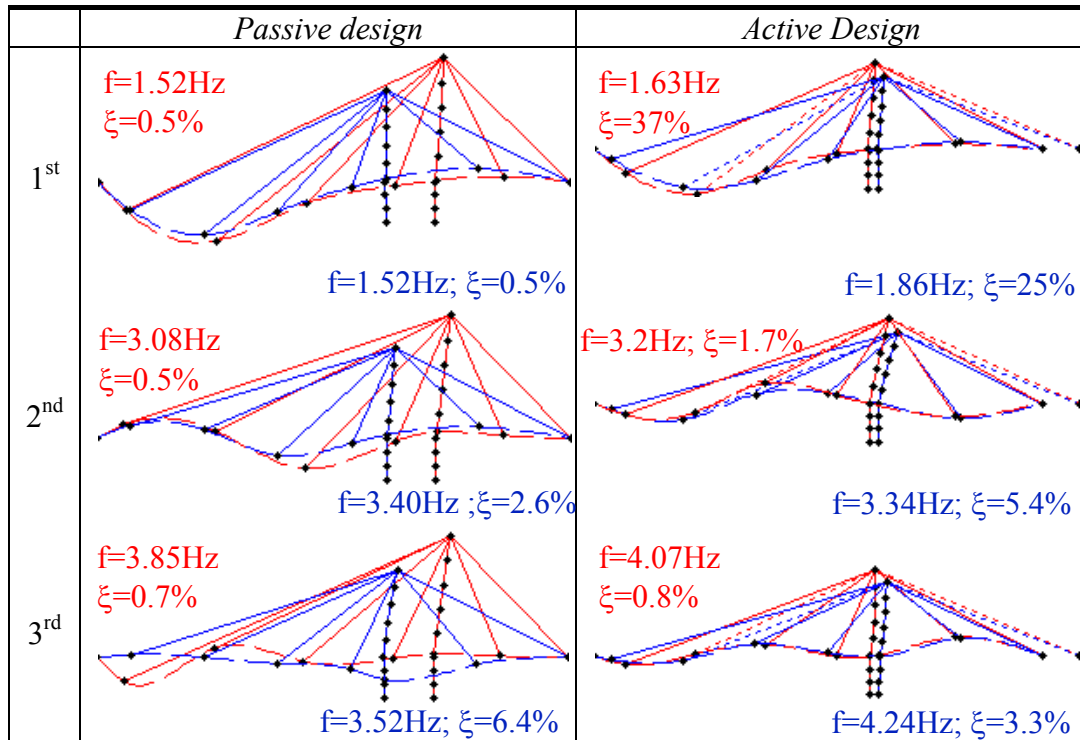 Passive design
Active Design
1st
f=1.52Hz
ξ=0.5%
f=1.52Hz; ξ=0.5%
f=1.63Hz
ξ=37%
f=1.86Hz; ξ=25%
2nd
f=3.08Hz
ξ=0.5%
f=3.40Hz ;ξ=2.6%
f=3.2Hz; ξ=1.7%
f=3.34Hz; ξ=5.4%
3rd
f=3.85Hz
ξ=0.7%
f=3.52Hz; ξ=6.4%
f=4.07Hz
ξ=0.8%
f=4.24Hz; ξ=3.3%